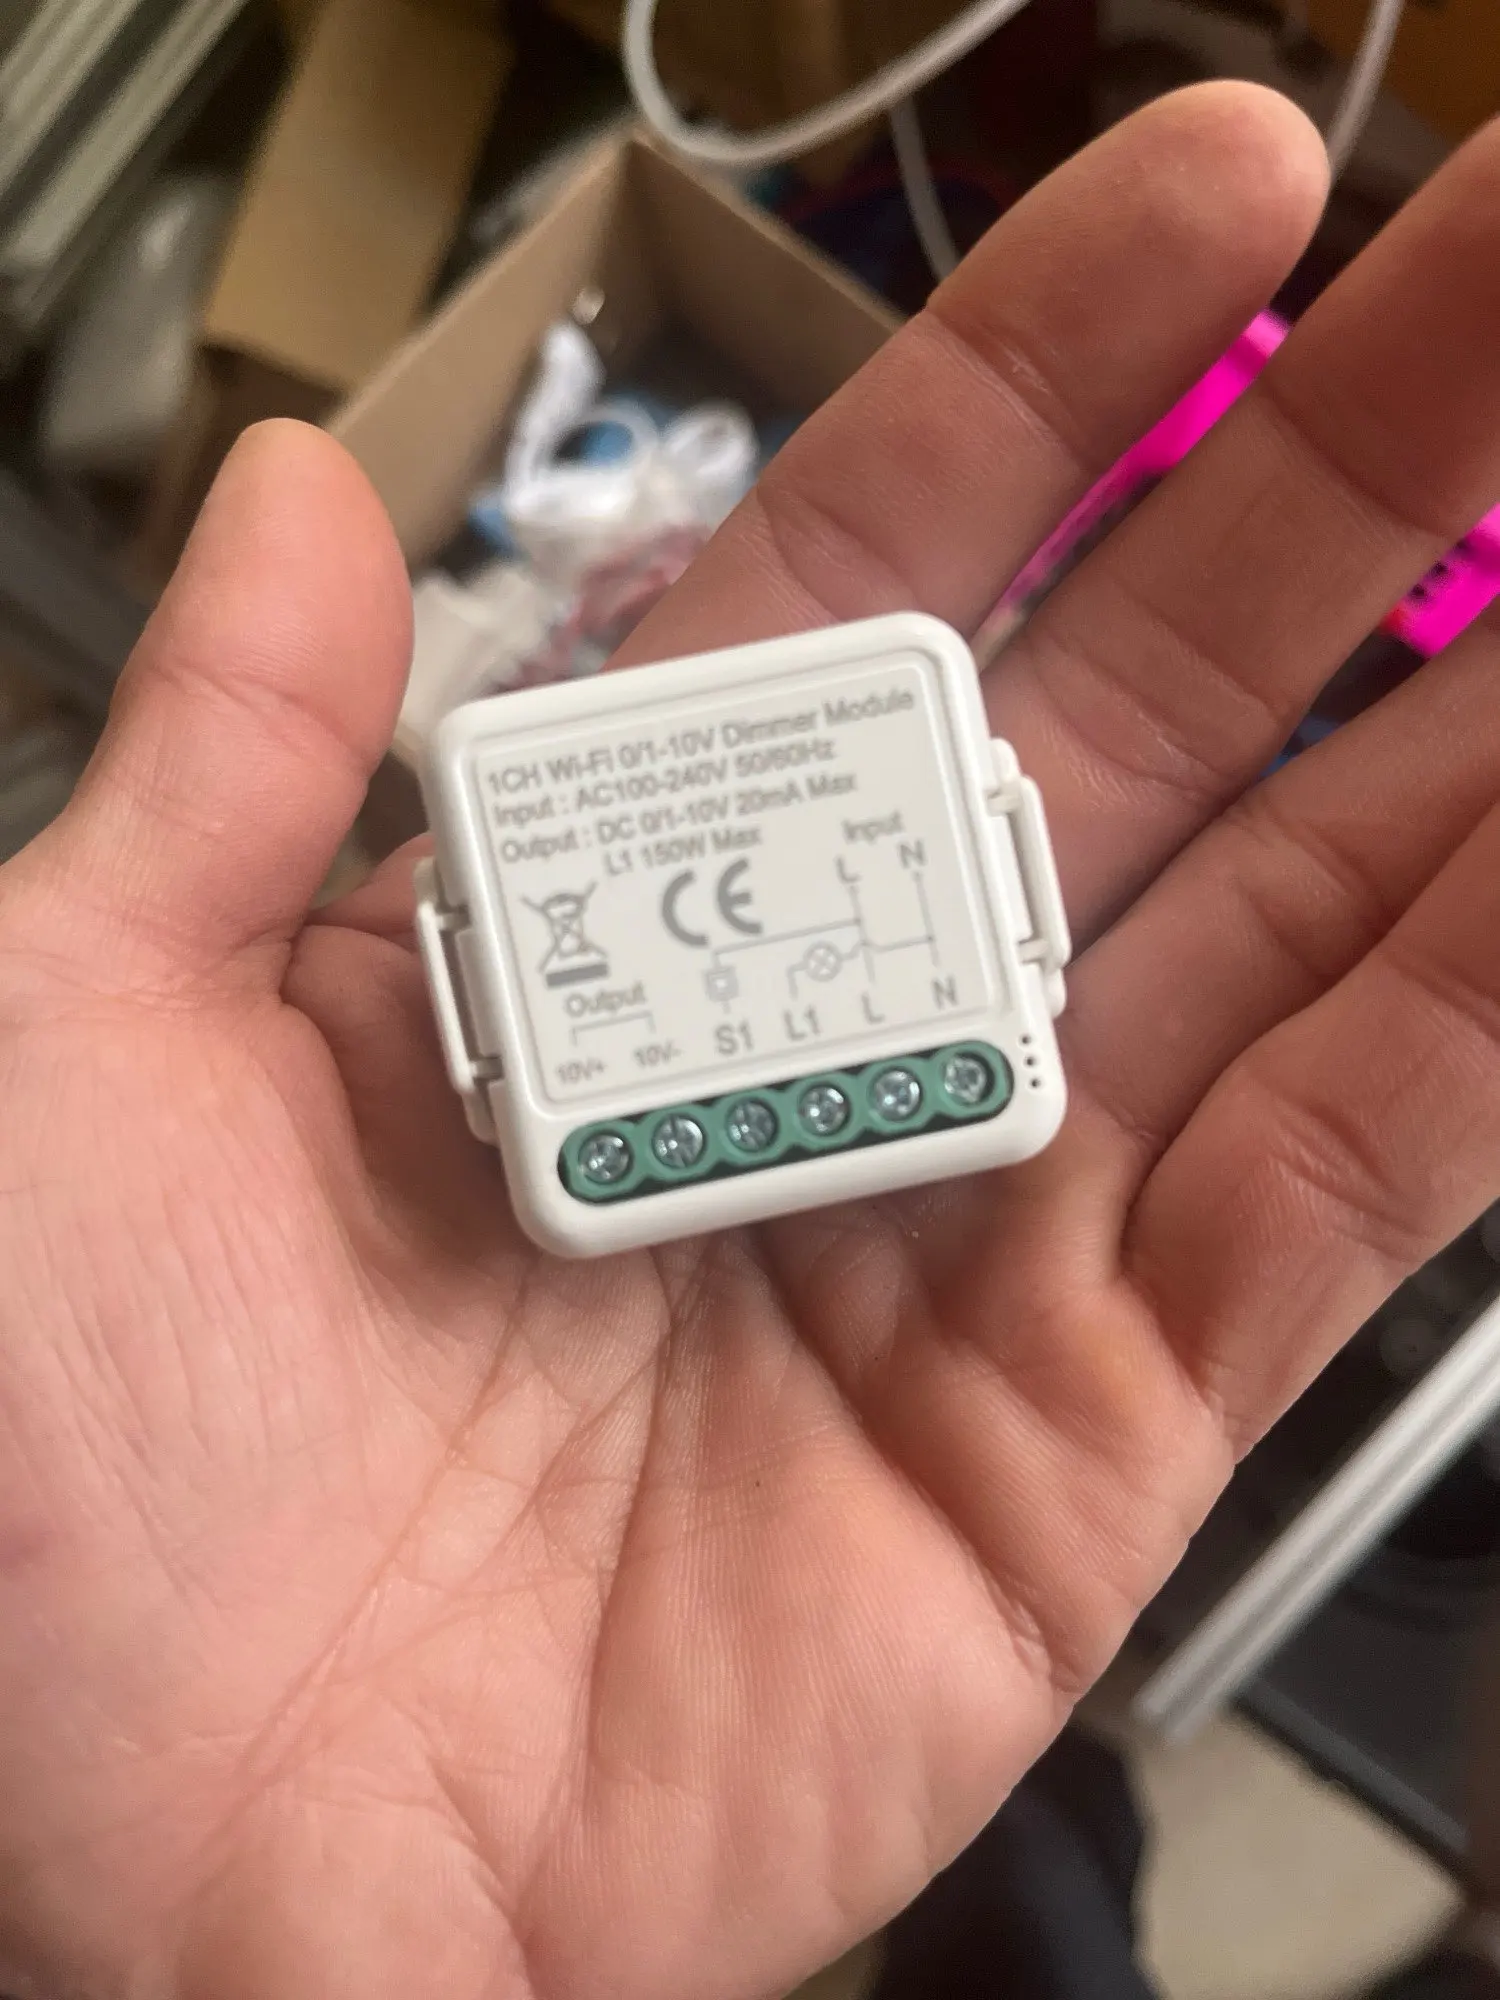 1CH Wi-Fi 0/1-10V Dimmer Module
Input : AC100-240V 50/60Hz
Output : DC 0/1-10V 20mA Max
L1 150W Max
Input
L N
CE
Output
10V+ 10V- S1 L1 L N